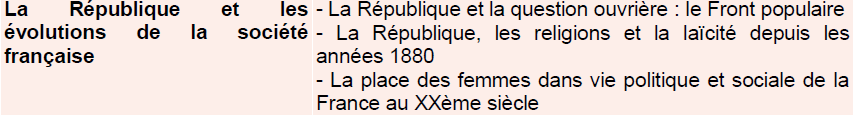 La République et les
évolutions de la société
française
- La République et la question ouvrière : le Front populaire
- La République, les religions et la laïcité depuis les
années 1880
- La place des femmes dans vie politique et sociale de la
France au XXème siècle